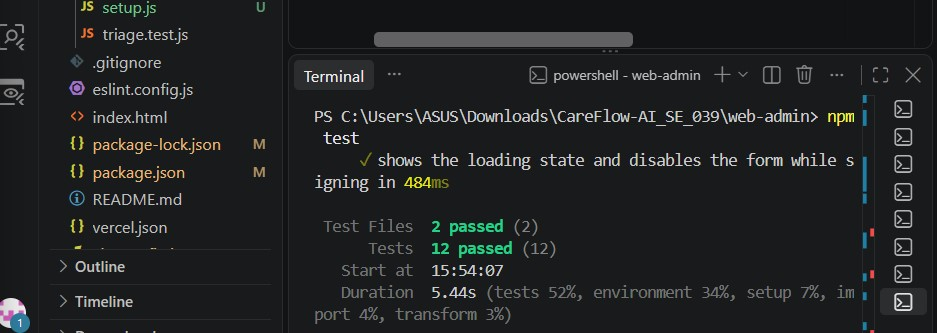 JS setup.js U
JS triage.test.js
.gitignore
eslint.config.js
<> index.html
{} package-lock.json M
{} package.json M
README.md
{} vercel.json
Outline
Timeline
1
Terminal ···
powershell - web-admin
PS C:\Users\ASUS\Downloads\CareFlow-AI_SE_039\web-admin> npm
test
✓ shows the loading state and disables the form while s
igning in 484ms
Test Files 2 passed (2)
Tests 12 passed (12)
Start at 15:54:07
Duration 5.44s (tests 52%, environment 34%, setup 7%, im
port 4%, transform 3%)